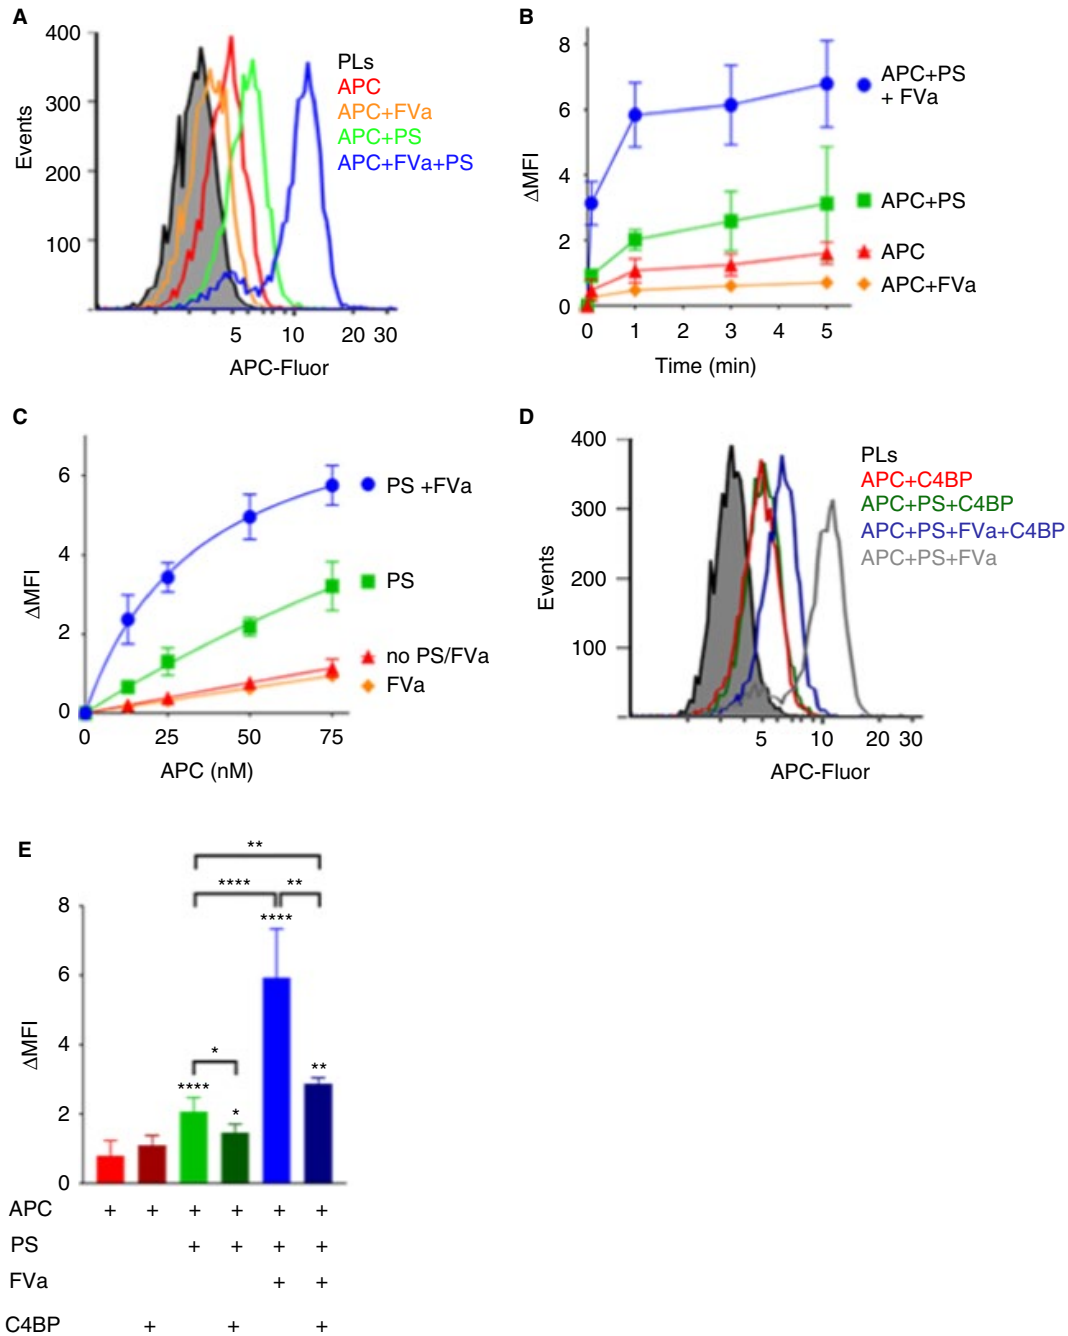 A
400
300
200
100
Events
5 10 20 30
APC-Fluor
PLs
APC
APC+FVa
APC+PS
APC+FVa+PS
B
8
6
4
2
0
ΔMFI
0 1 2 3 4 5
Time (min)
APC+PS
+ FVa
APC+PS
APC
APC+FVa
C
6
4
2
0
ΔMFI
0 25 50 75
APC (nM)
PS +FVa
PS
no PS/FVa
FVa
D
400
300
200
100
Events
5 10 20 30
APC-Fluor
PLs
APC+C4BP
APC+PS+C4BP
APC+PS+FVa+C4BP
APC+PS+FVa
E
**
**** **
****
*
**** * **
8
6
4
2
0
ΔMFI
APC + + + + + +
PS + + + +
FVa + +
C4BP + + +